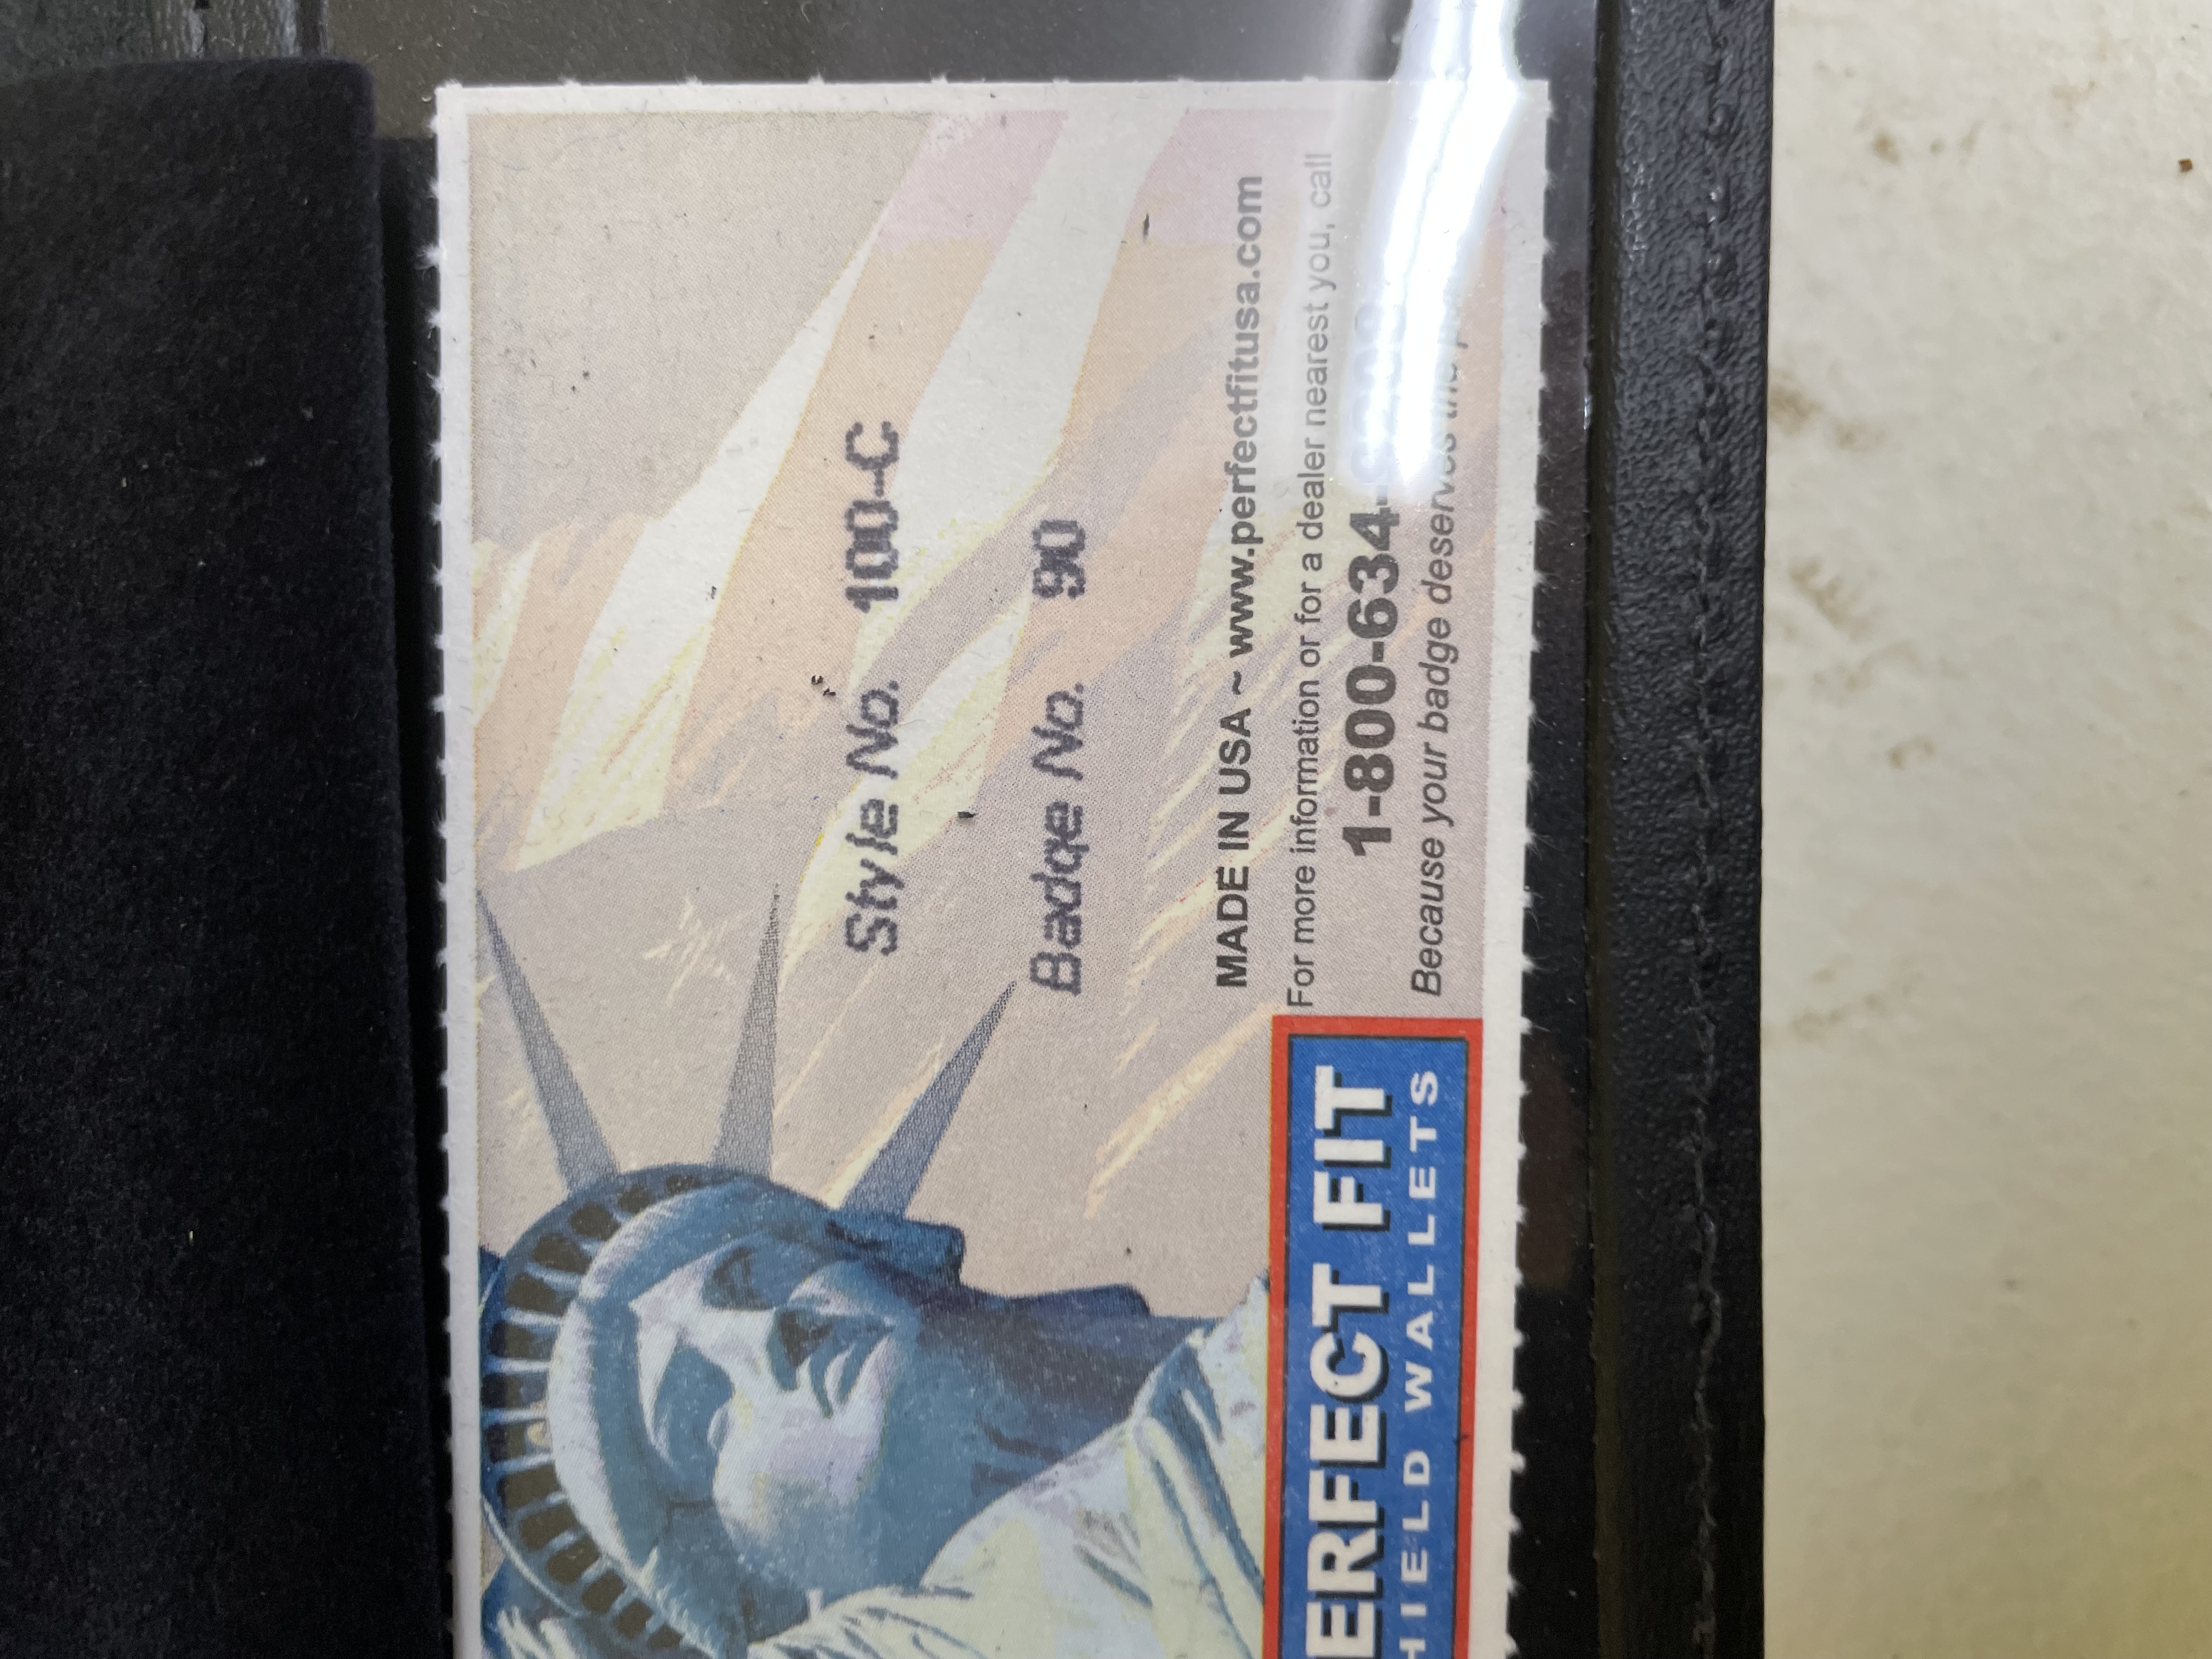 Style No. 100-C
Badge No. 90
MADE IN USA ~ www.perfectfitusa.com
For more information or for a dealer nearest you, call
1-800-634-
Because your badge deserves the
ERFECT FIT
HIELD WALLETS